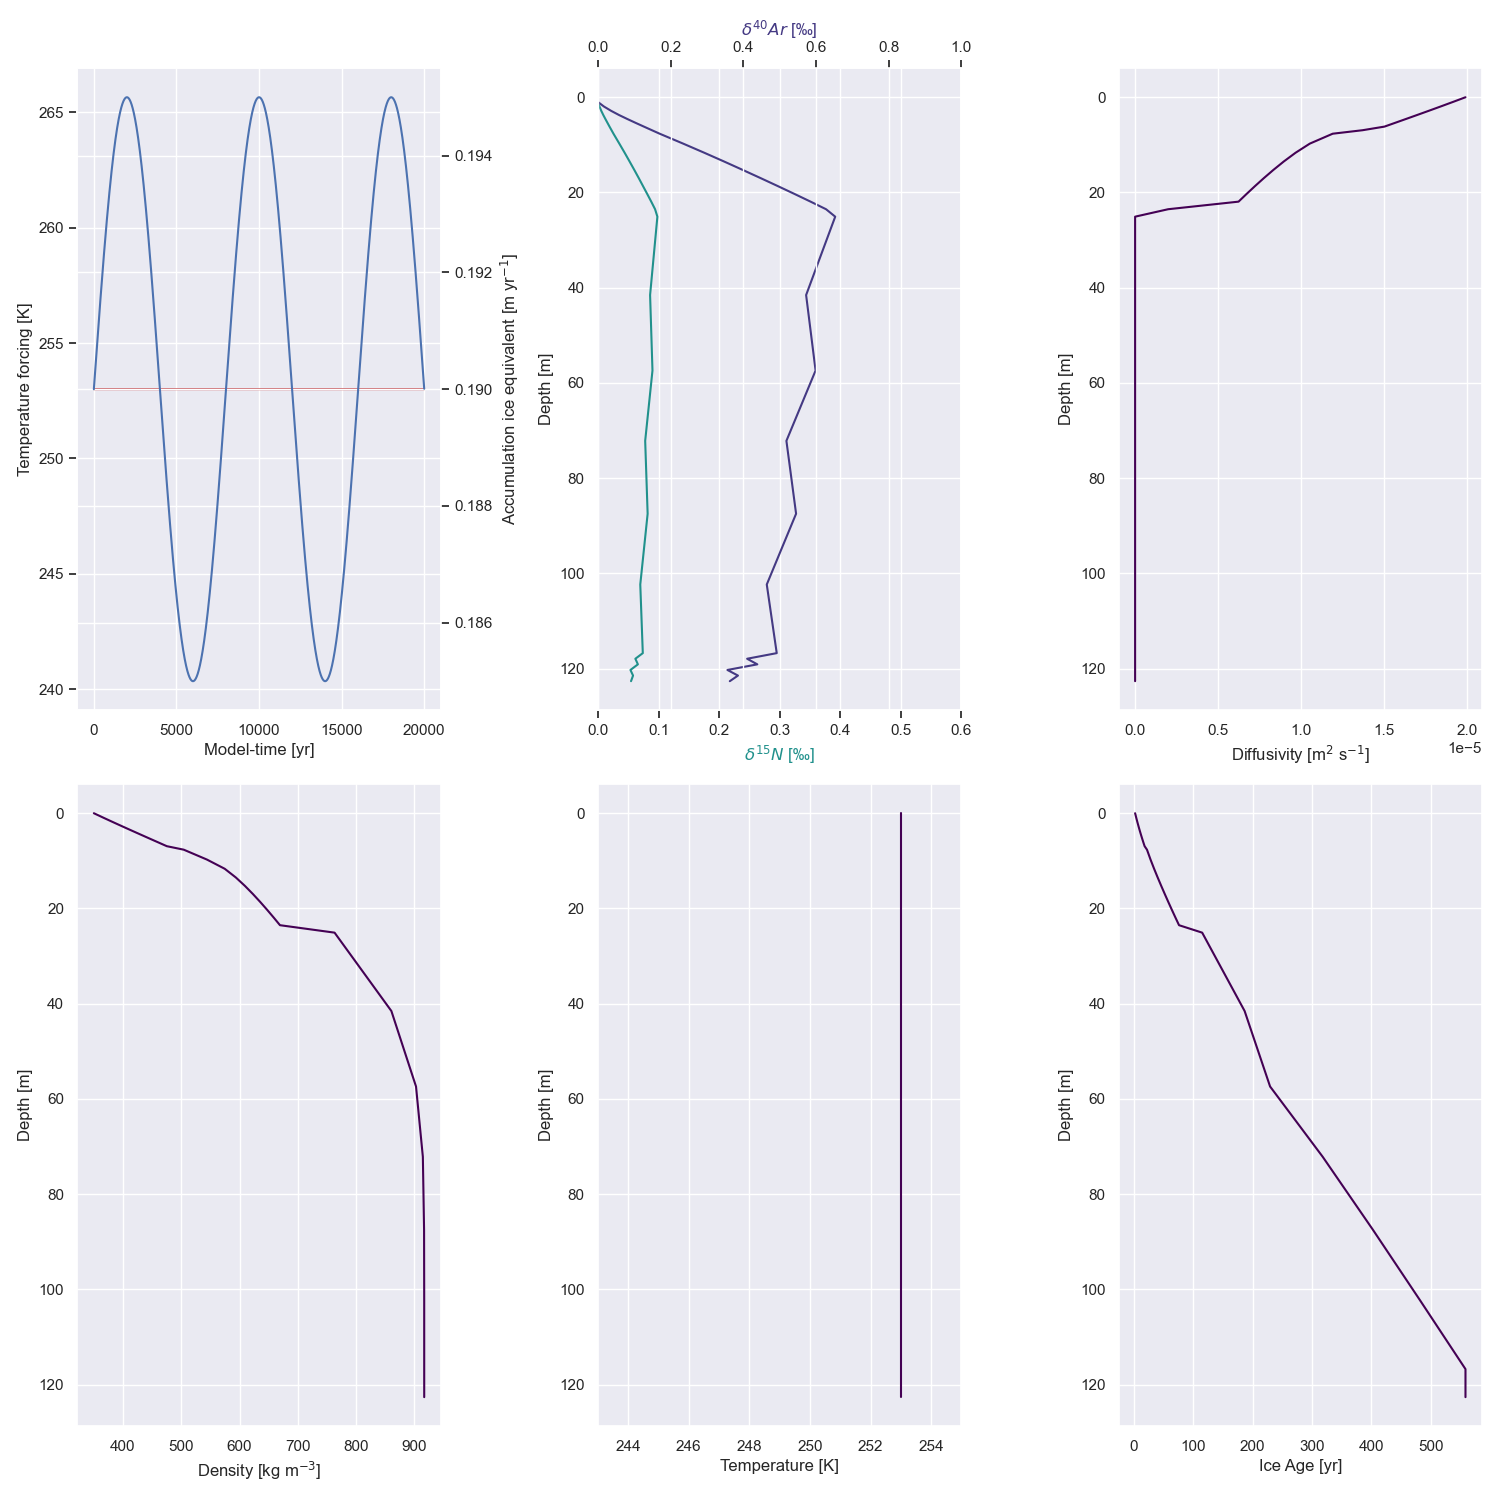 δ⁴⁰Ar [‰]
0.0 0.2 0.4 0.6 0.8 1.0
265
260
255
250
245
240
Temperature forcing [K]
0.194
0.192
0.190
0.188
0.186
Accumulation ice equivalent [m yr⁻¹]
0 5000 10000 15000 20000
Model-time [yr]
0
20
40
60
80
100
120
Depth [m]
0.0 0.1 0.2 0.3 0.4 0.5 0.6
δ¹⁵N [‰]
0
20
40
60
80
100
120
Depth [m]
0.0 0.5 1.0 1.5 2.0
1e−5
Diffusivity [m² s⁻¹]
0
20
40
60
80
100
120
Depth [m]
400 500 600 700 800 900
Density [kg m⁻³]
0
20
40
60
80
100
120
Depth [m]
244 246 248 250 252 254
Temperature [K]
0
20
40
60
80
100
120
Depth [m]
0 100 200 300 400 500
Ice Age [yr]